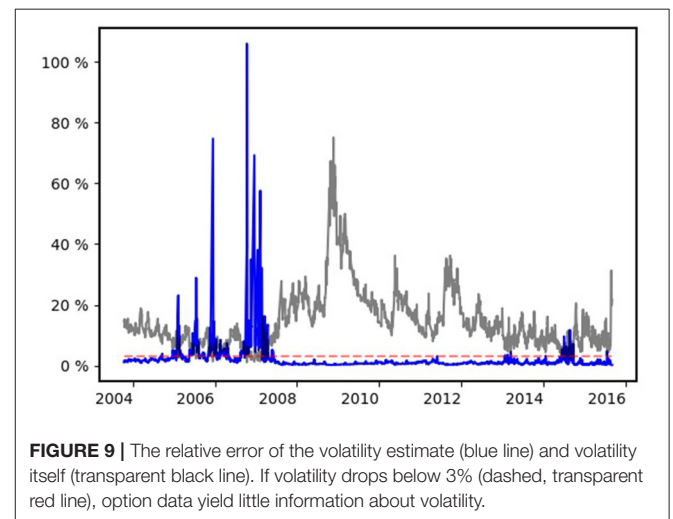 100 %
80 %
60 %
40 %
20 %
0 %
2004 2006 2008 2010 2012 2014 2016
FIGURE 9 | The relative error of the volatility estimate (blue line) and volatility
itself (transparent black line). If volatility drops below 3% (dashed, transparent
red line), option data yield little information about volatility.